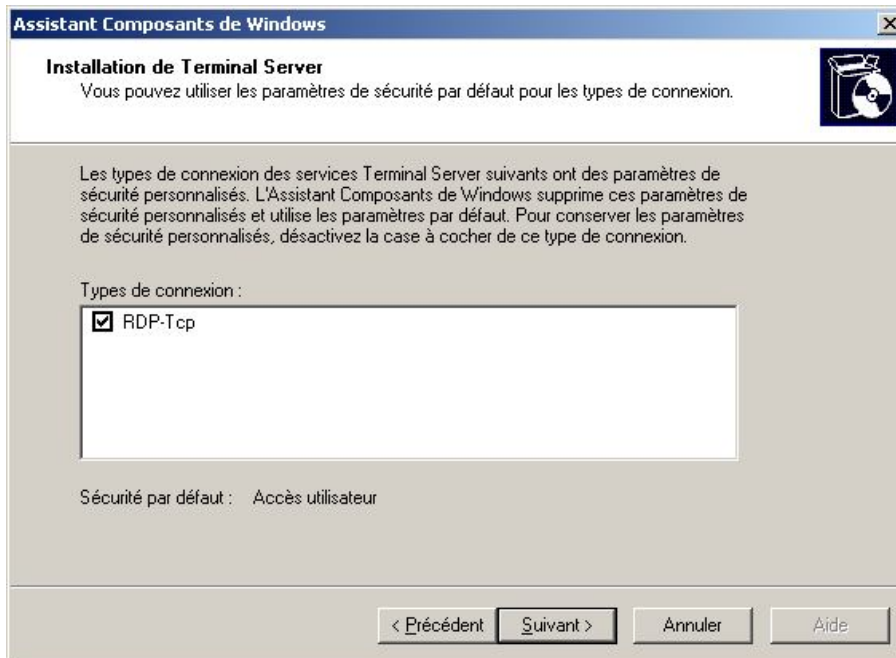 Assistant Composants de Windows
Installation de Terminal Server
Vous pouvez utiliser les paramètres de sécurité par défaut pour les types de connexion.
Les types de connexion des services Terminal Server suivants ont des paramètres de
sécurité personnalisés. L'Assistant Composants de Windows supprime ces paramètres de
sécurité personnalisés et utilise les paramètres par défaut. Pour conserver les paramètres
de sécurité personnalisés, désactivez la case à cocher de ce type de connexion.
Types de connexion :
RDP-Tcp
Sécurité par défaut : Accès utilisateur
< Précédent Suivant > Annuler Aide